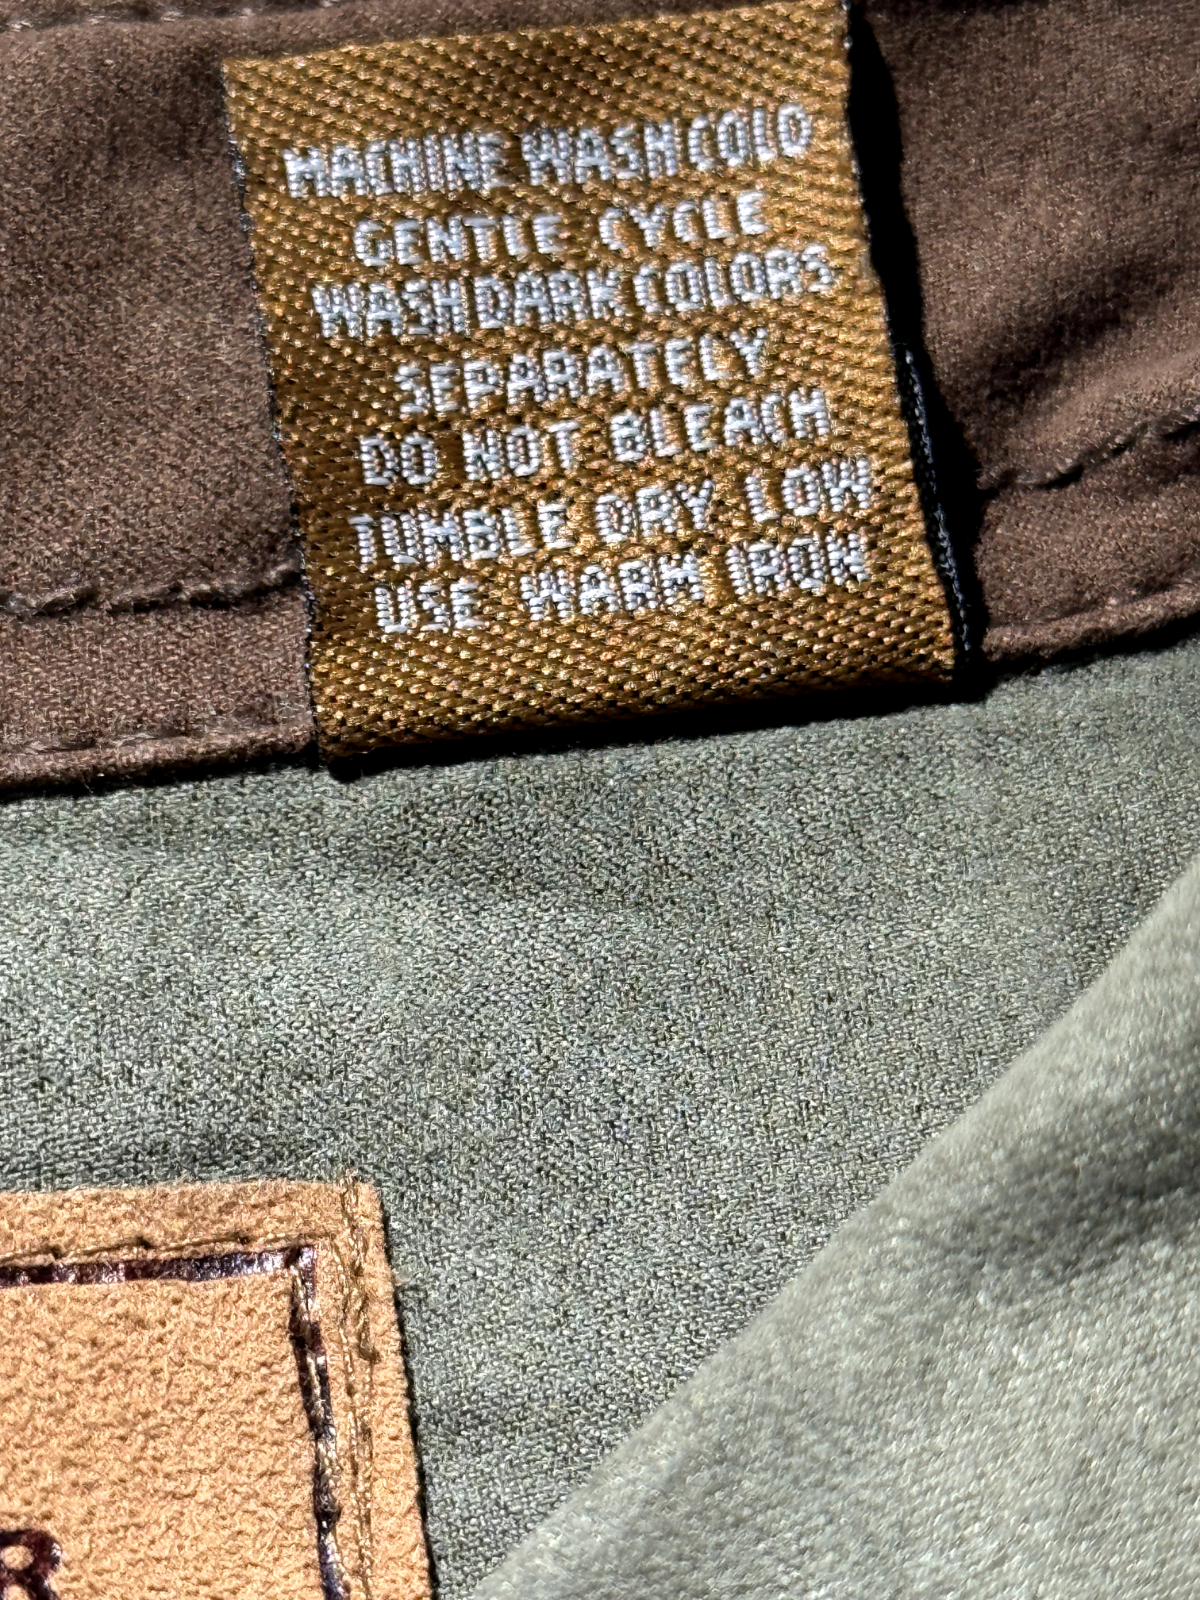 MACHINE WASH COLD
GENTLE CYCLE
WASH DARK COLORS
SEPARATELY
DO NOT BLEACH
TUMBLE DRY LOW
USE WARM IRON
R